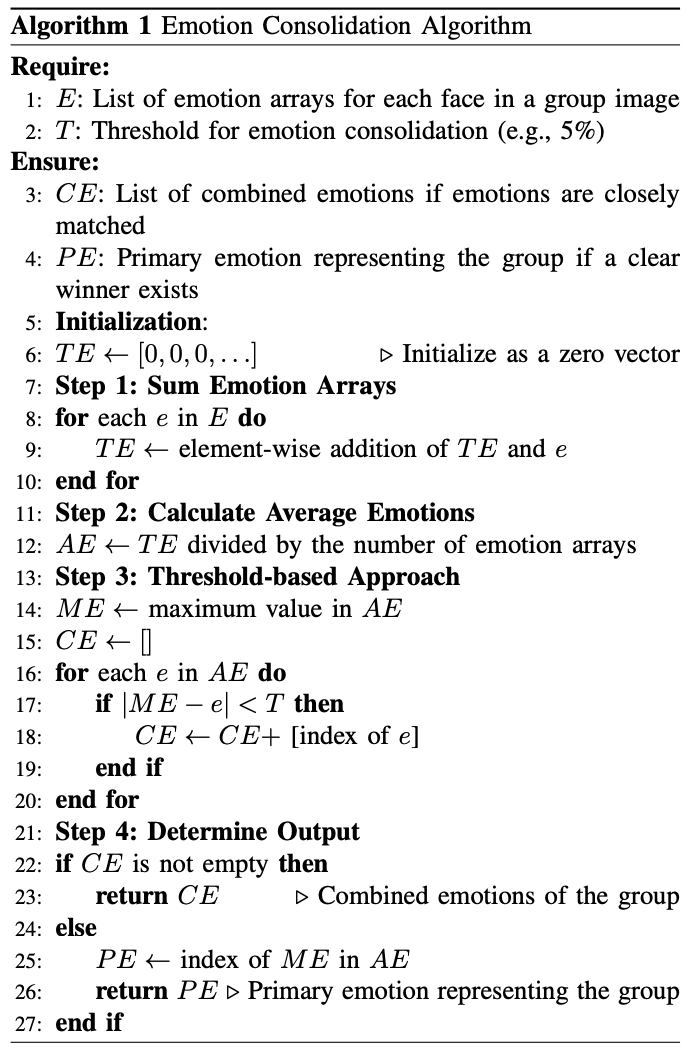 Algorithm 1 Emotion Consolidation Algorithm
Require:
1: E: List of emotion arrays for each face in a group image
2: T: Threshold for emotion consolidation (e.g., 5%)
Ensure:
3: CE: List of combined emotions if emotions are closely
matched
4: PE: Primary emotion representing the group if a clear
winner exists
5: Initialization:
6: TE ← [0, 0, 0, . . .] ▷ Initialize as a zero vector
7: Step 1: Sum Emotion Arrays
8: for each e in E do
9: TE ← element-wise addition of TE and e
10: end for
11: Step 2: Calculate Average Emotions
12: AE ← TE divided by the number of emotion arrays
13: Step 3: Threshold-based Approach
14: ME ← maximum value in AE
15: CE ← []
16: for each e in AE do
17: if |ME − e| < T then
18: CE ← CE+ [index of e]
19: end if
20: end for
21: Step 4: Determine Output
22: if CE is not empty then
23: return CE ▷ Combined emotions of the group
24: else
25: PE ← index of ME in AE
26: return PE ▷ Primary emotion representing the group
27: end if